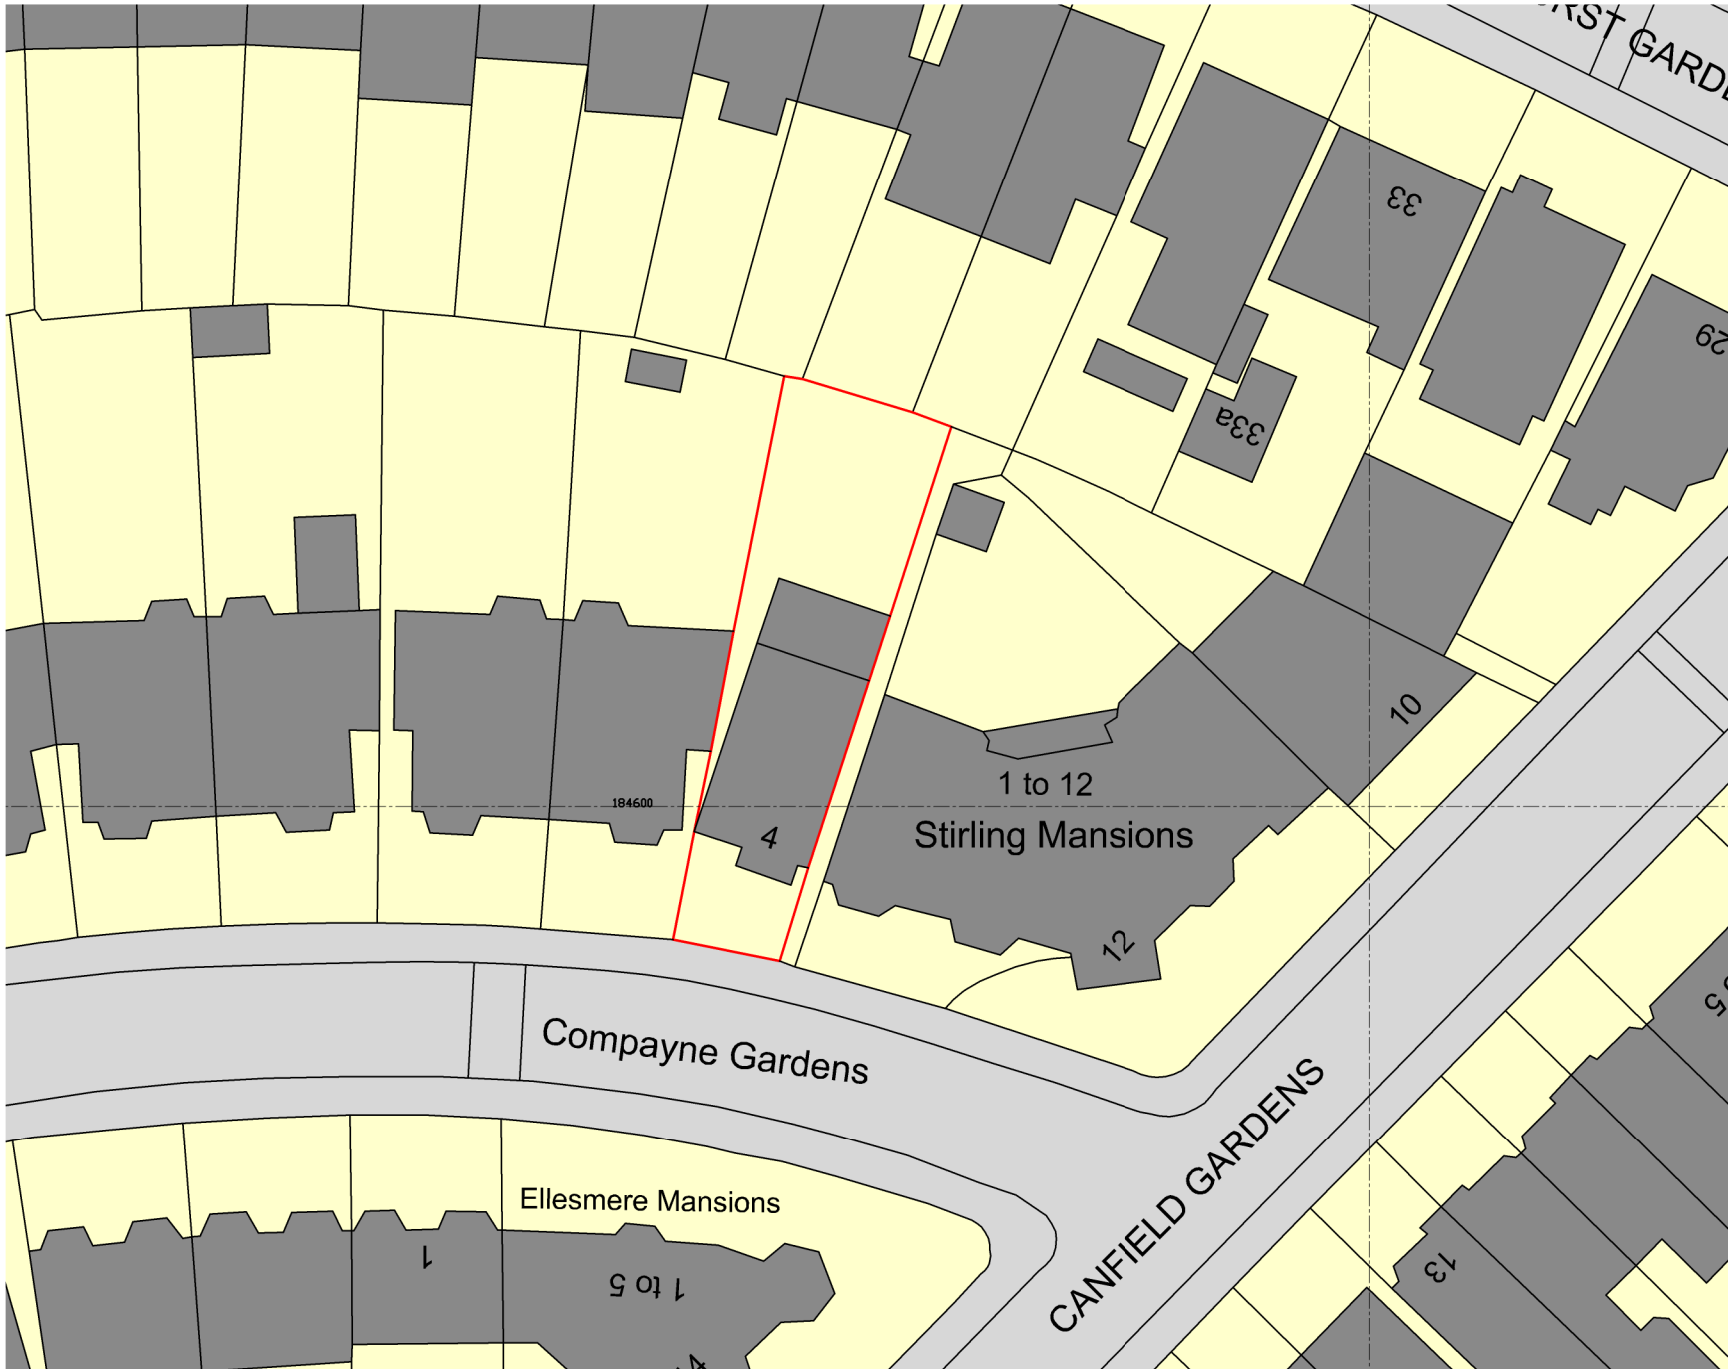 33
29
33a
10
1 to 12
184600
Stirling Mansions
4
12
Compayne Gardens
CANFIELD GARDENS
Ellesmere Mansions
1
1 to 5
13